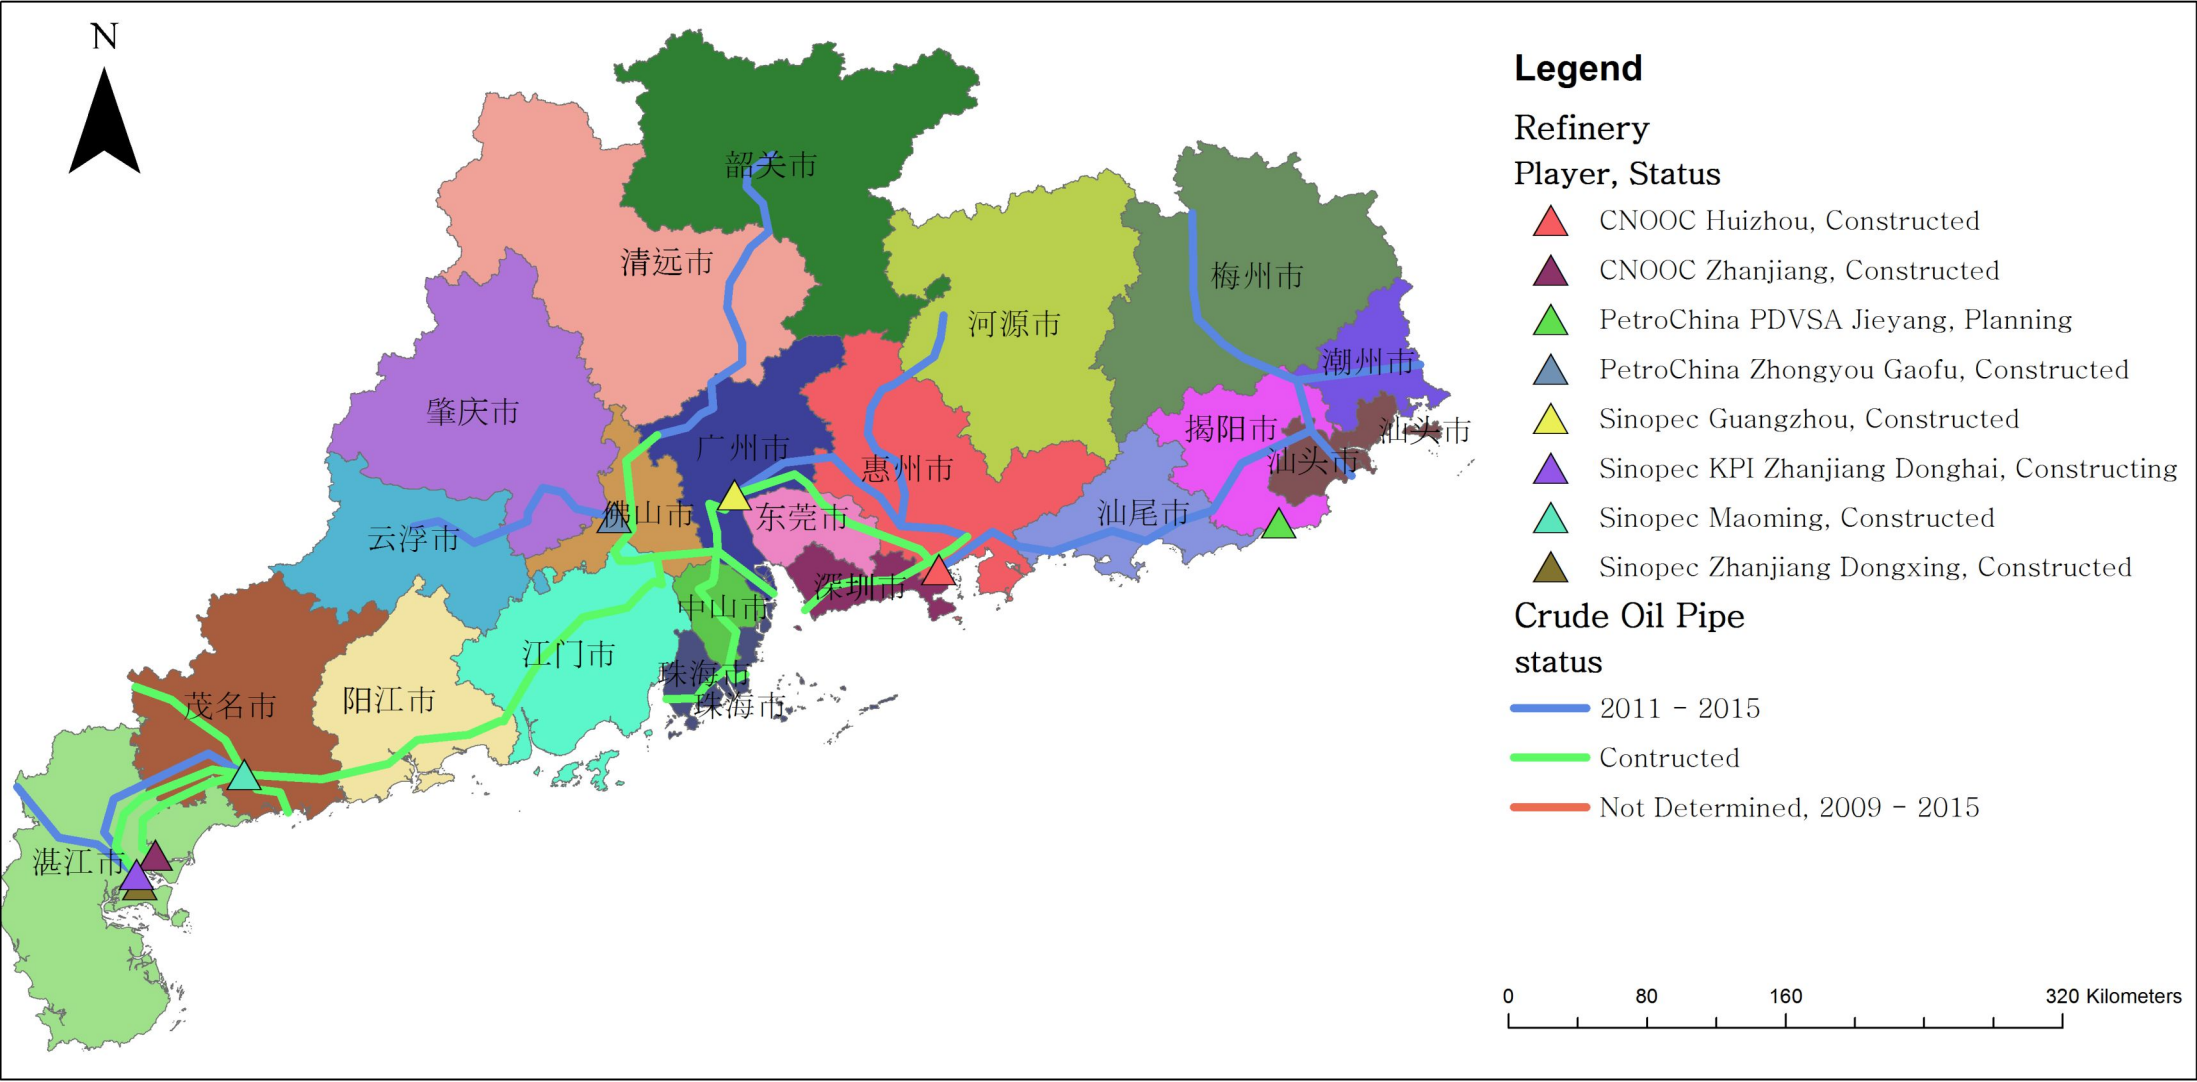 N
韶关市
清远市
梅州市
河源市
潮州市
肇庆市
揭阳市
汕头市
广州市
惠州市
汕头市
佛山市
东莞市
汕尾市
云浮市
深圳市
中山市
江门市
珠海市
阳江市
茂名市
珠海市
湛江市
Legend
Refinery
Player, Status
CNOOC Huizhou, Constructed
CNOOC Zhanjiang, Constructed
PetroChina PDVSA Jieyang, Planning
PetroChina Zhongyou Gaofu, Constructed
Sinopec Guangzhou, Constructed
Sinopec KPI Zhanjiang Donghai, Constructing
Sinopec Maoming, Constructed
Sinopec Zhanjiang Dongxing, Constructed
Crude Oil Pipe
status
2011 - 2015
Contructed
Not Determined, 2009 - 2015
0 80 160 320 Kilometers